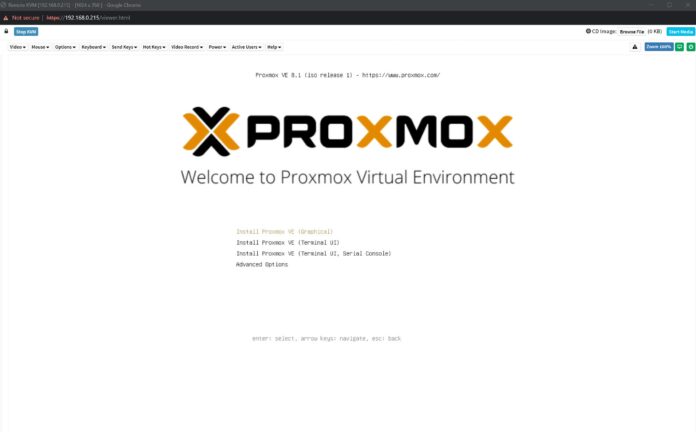 Remote KVM [192.168.0.215] - [1024 x 768] - Google Chrome
Not secure | https://192.168.0.215/viewer.html
Stop KVM
CD Image: Browse File (0 KB) Start Media
Video Mouse Options Keyboard Send Keys Hot Keys Video Record Power Active Users Help
Zoom 100%
Proxmox VE 8.1 (iso release 1) - https://www.proxmox.com/
PROXMOX
Welcome to Proxmox Virtual Environment
Install Proxmox VE (Graphical)
Install Proxmox VE (Terminal UI)
Install Proxmox VE (Terminal UI, Serial Console)
Advanced Options
enter: select, arrow keys: navigate, esc: back